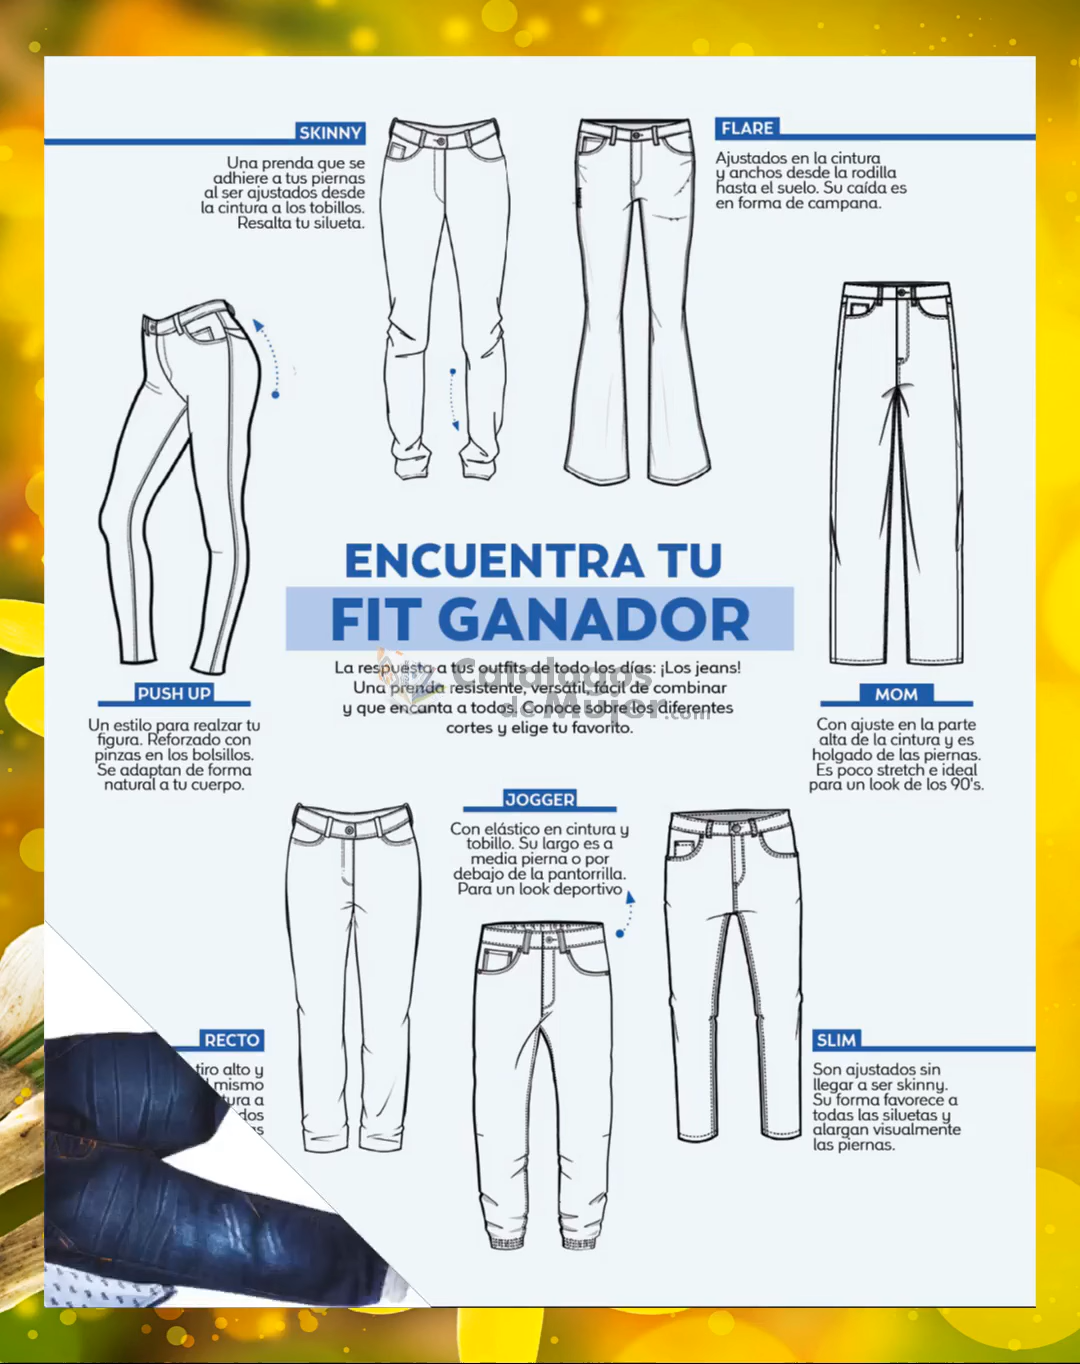 SKINNY
Una prenda que se
adhiere a tus piernas
al ser ajustados desde
la cintura a los tobillos.
Resalta tu silueta.
FLARE
Ajustados en la cintura
y anchos desde la rodilla
hasta el suelo. Su caída es
en forma de campana.
ENCUENTRA TU
FIT GANADOR
La respuesta a tus outfits de todo los días: ¡Los jeans!
Una prenda resistente, versátil, fácil de combinar
y que encanta a todos. Conoce sobre los diferentes
cortes y elige tu favorito.
Catalagos
de Mujer.com
PUSH UP
Un estilo para realzar tu
figura. Reforzado con
pinzas en los bolsillos.
Se adaptan de forma
natural a tu cuerpo.
MOM
Con ajuste en la parte
alta de la cintura y es
holgado de las piernas.
Es poco stretch e ideal
para un look de los 90's.
JOGGER
Con elástico en cintura y
tobillo. Su largo es a
media pierna o por
debajo de la pantorrilla.
Para un look deportivo
RECTO
tiro alto y
mismo
a
SLIM
Son ajustados sin
llegar a ser skinny.
Su forma favorece a
todas las siluetas y
alargan visualmente
las piernas.